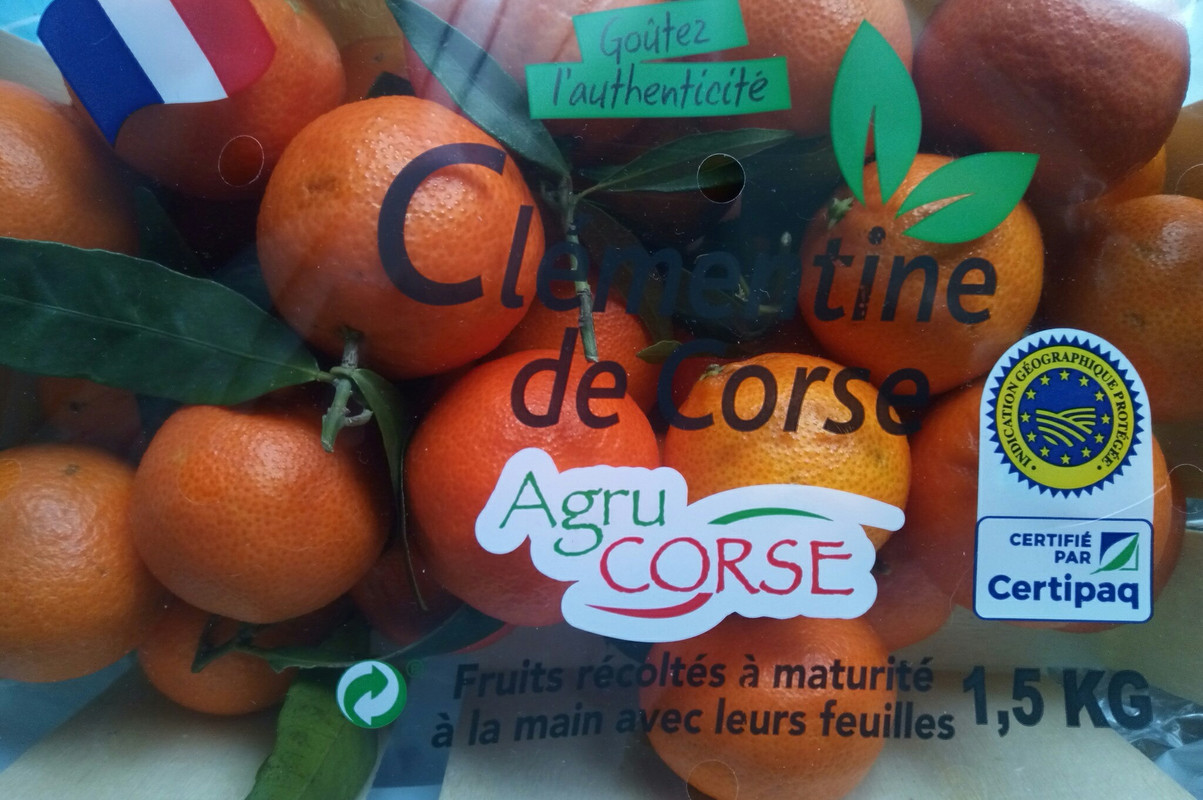 Goûtez
l'authenticité
Clémentine
de Corse
Agru
CORSE
INDICATION GÉOGRAPHIQUE PROTÉGÉE
CERTIFIÉ
PAR
Certipaq
Fruits récoltés à maturité
à la main avec leurs feuilles
1,5 KG